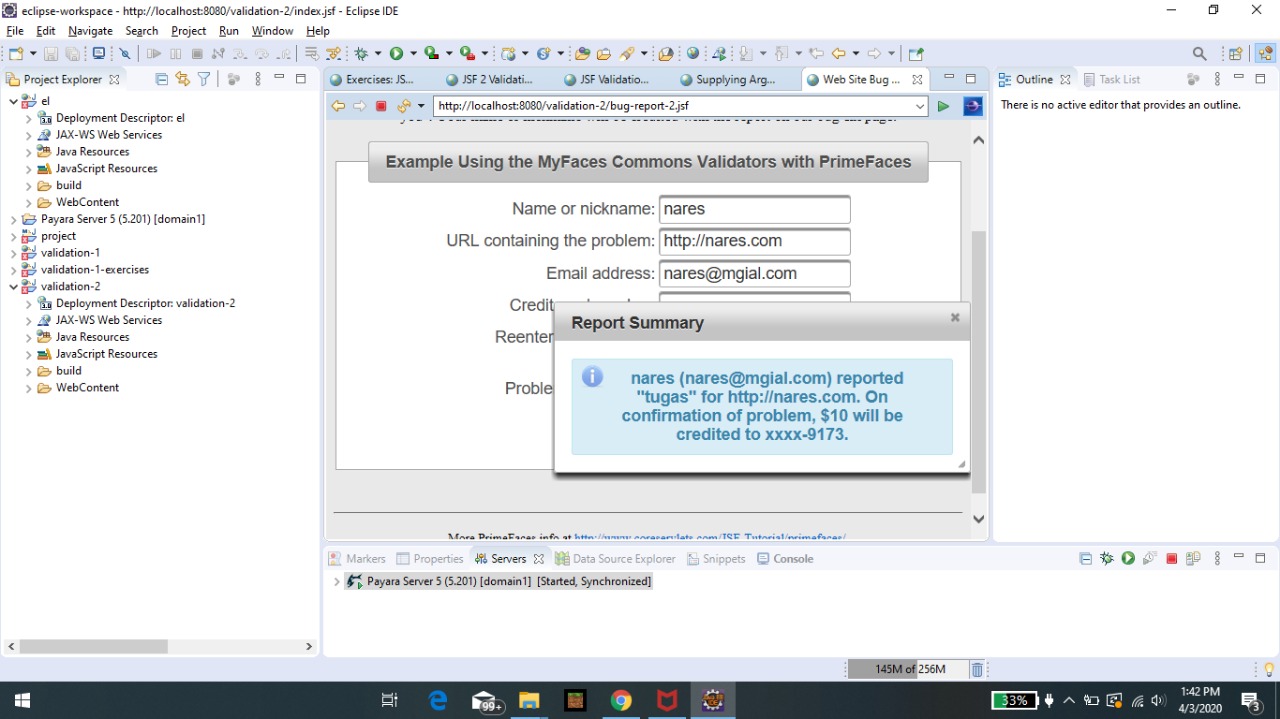 eclipse-workspace - http://localhost:8080/validation-2/index.jsf - Eclipse IDE
File Edit Navigate Search Project Run Window Help
Project Explorer
Exercises: JS...
JSF 2 Validati...
JSF Validatio...
Supplying Arg...
Web Site Bug ...
Outline
Task List
http://localhost:8080/validation-2/bug-report-2.jsf
There is no active editor that provides an outline.
el
Deployment Descriptor: el
JAX-WS Web Services
Java Resources
JavaScript Resources
build
WebContent
Payara Server 5 (5.201) [domain1]
project
validation-1
validation-1-exercises
validation-2
Deployment Descriptor: validation-2
JAX-WS Web Services
Java Resources
JavaScript Resources
build
WebContent
Example Using the MyFaces Commons Validators with PrimeFaces
Name or nickname: nares
URL containing the problem: http://nares.com
Email address: nares@mgial.com
Credit
Reenter
Proble
Report Summary
nares (nares@mgial.com) reported
"tugas" for http://nares.com. On
confirmation of problem, $10 will be
credited to xxxx-9173.
More PrimeFaces info at http://www.coreservlets.com/JSF-Tutorial/primefaces/
Markers Properties Servers Data Source Explorer Snippets Console
Payara Server 5 (5.201) [domain1] [Started, Synchronized]
145M of 256M
99+
33%
1:42 PM
4/3/2020
3